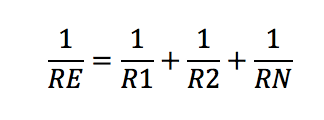 1/RE = 1/R1 + 1/R2 + 1/RN